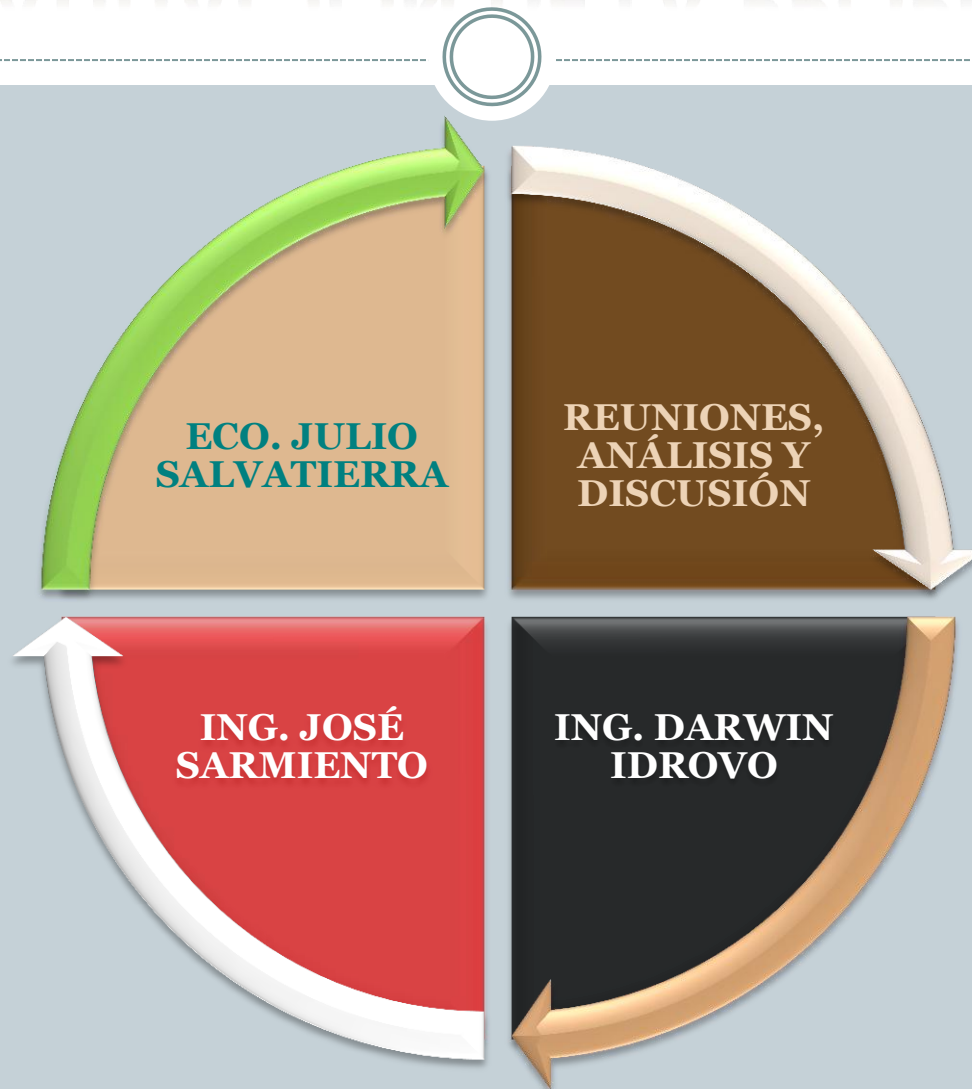 ECO. JULIO
SALVATIERRA
REUNIONES,
ANÁLISIS Y
DISCUSIÓN
ING. JOSÉ
SARMIENTO
ING. DARWIN
IDROVO